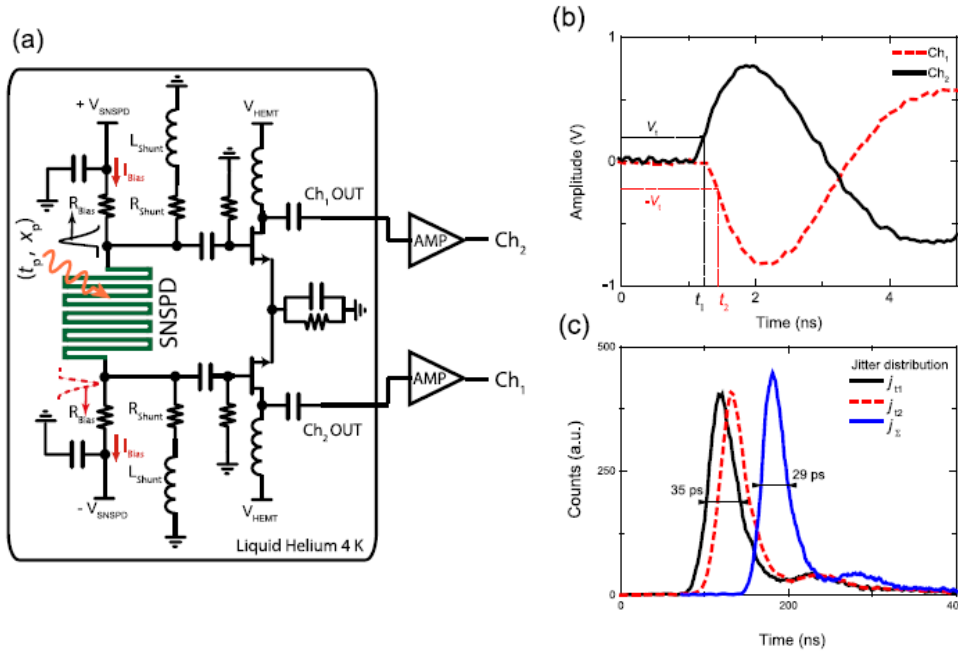 (a)
+ V_SNSPD
I_Bias
R_Bias
(t_p, x_p)
L_Shunt
R_Shunt
V_HEMT
Ch_1 OUT
AMP
Ch_2
SNSPD
R_Bias
I_Bias
- V_SNSPD
R_Shunt
L_Shunt
Ch_2 OUT
AMP
Ch_1
V_HEMT
Liquid Helium 4 K
(b)
Ch_1
Ch_2
Amplitude (V)
1
0
-1
V_t
-V_t
0
t_1
t_2
2
4
Time (ns)
(c)
Jitter distribution
j_t1
j_t2
j_Σ
Counts (a.u.)
500
250
0
35 ps
29 ps
0
200
40
Time (ns)